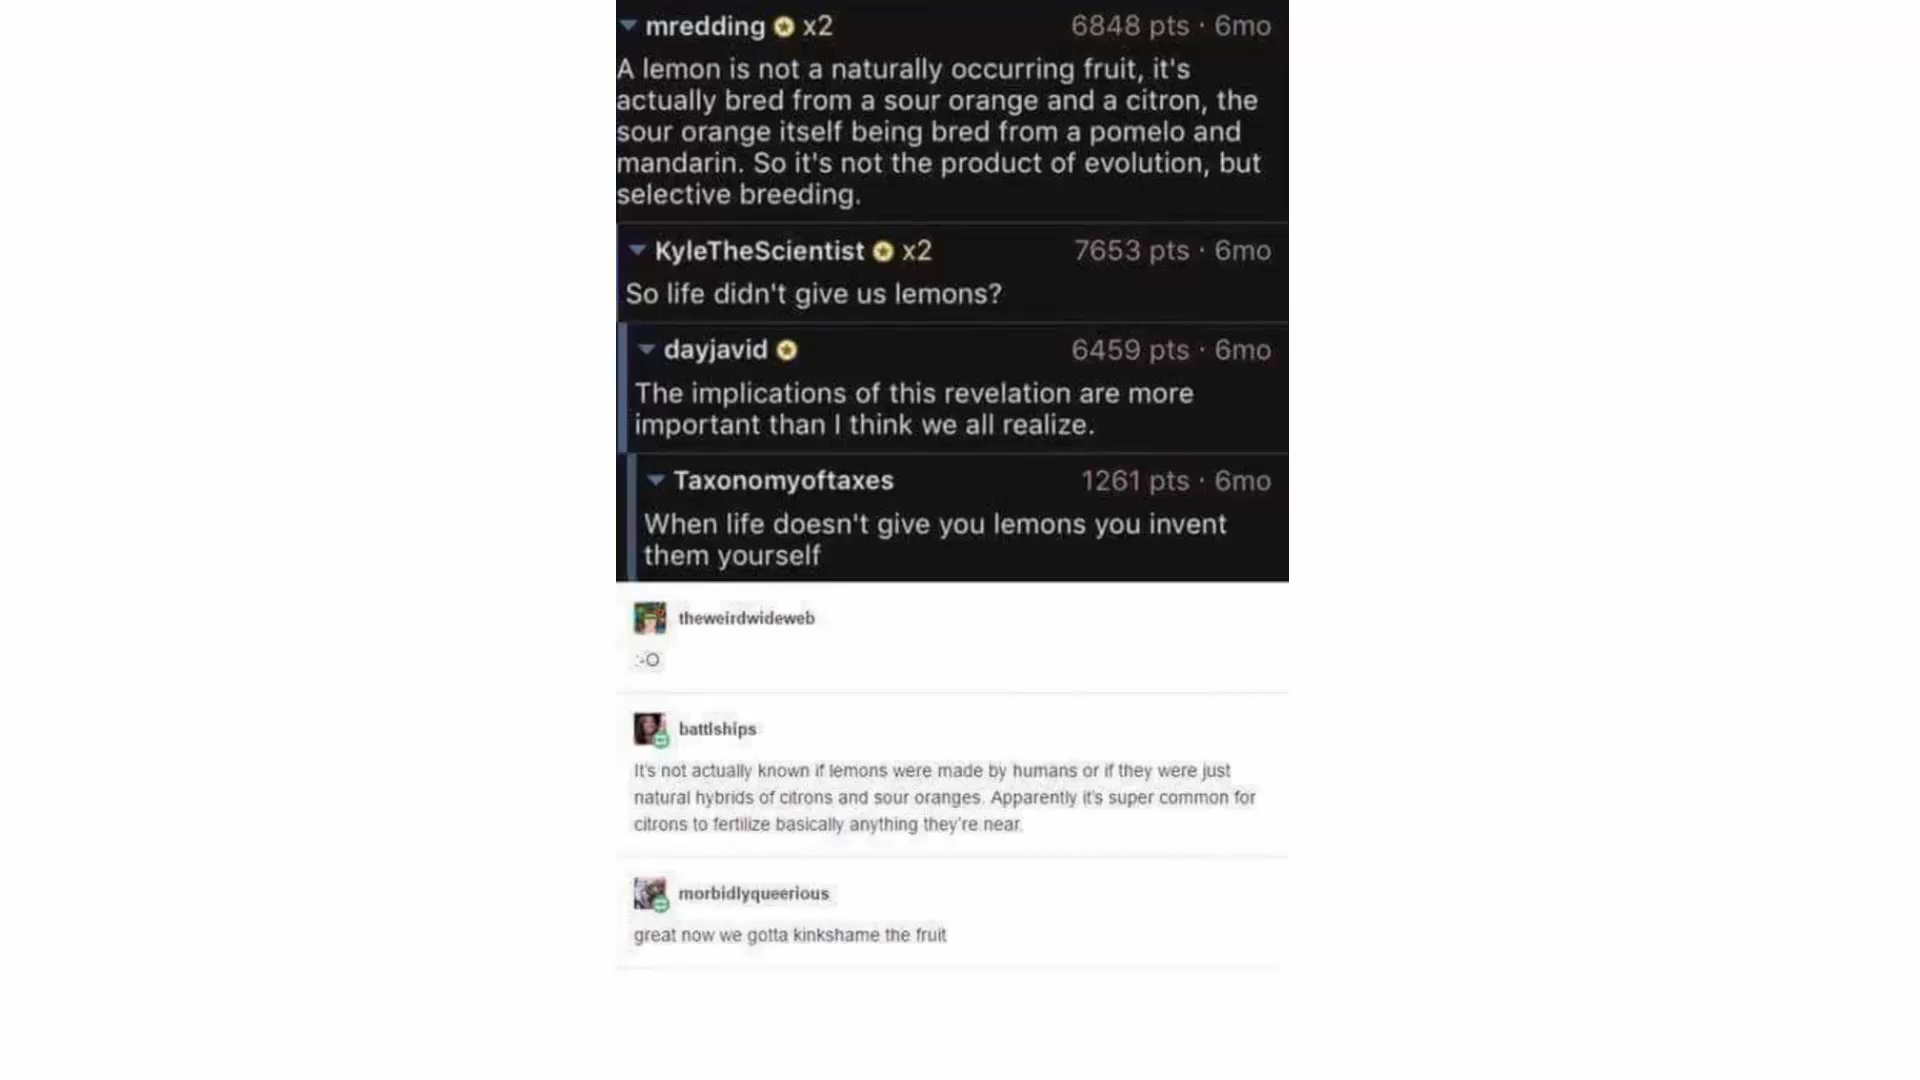 mredding x2 6848 pts · 6mo
A lemon is not a naturally occurring fruit, it's
actually bred from a sour orange and a citron, the
sour orange itself being bred from a pomelo and
mandarin. So it's not the product of evolution, but
selective breeding.
KyleTheScientist x2 7653 pts · 6mo
So life didn't give us lemons?
dayjavid 6459 pts · 6mo
The implications of this revelation are more
important than I think we all realize.
Taxonomyoftaxes 1261 pts · 6mo
When life doesn't give you lemons you invent
them yourself
theweirdwideweb
:-O
battlships
It's not actually known if lemons were made by humans or if they were just
natural hybrids of citrons and sour oranges. Apparently it's super common for
citrons to fertilize basically anything they're near.
morbidlyqueerious
great now we gotta kinkshame the fruit